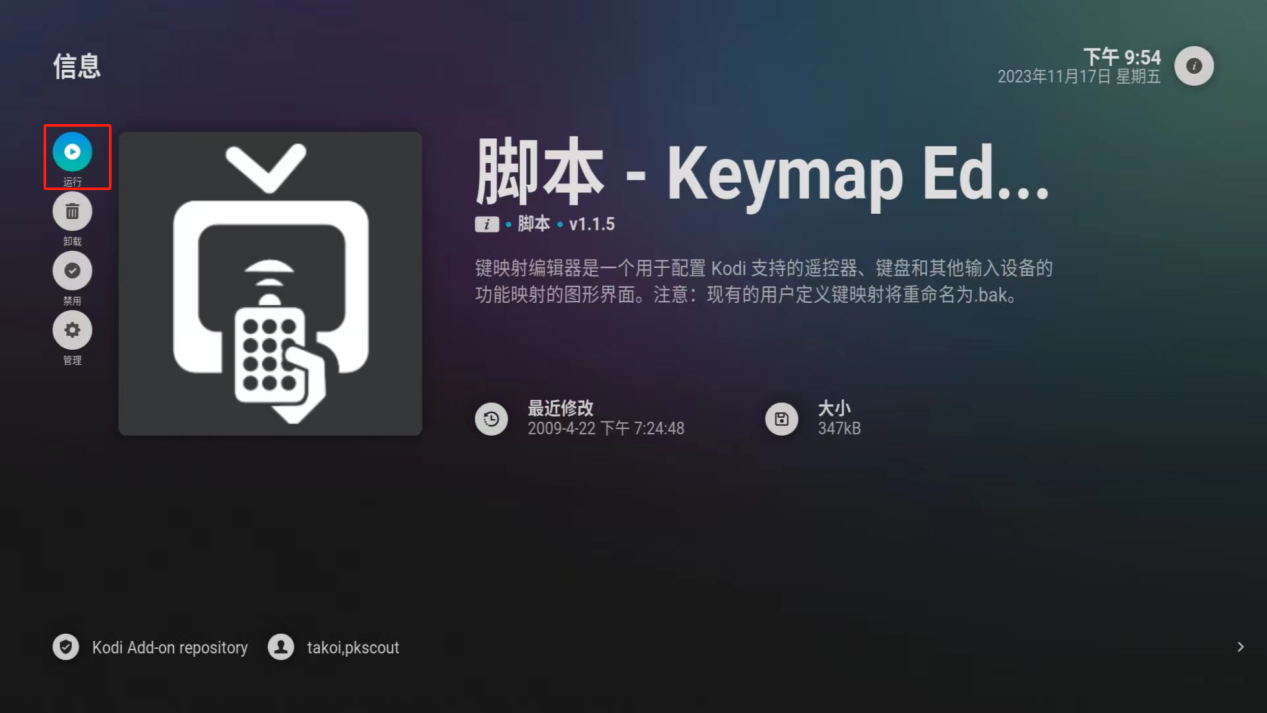 信息
下午 9:54
2023年11月17日 星期五
运行
卸载
禁用
管理
脚本 - Keymap Ed...
脚本 • v1.1.5
键映射编辑器是一个用于配置 Kodi 支持的遥控器、键盘和其他输入设备的
功能映射的图形界面。注意：现有的用户定义键映射将重命名为.bak。
最近修改
2009-4-22 下午 7:24:48
大小
347kB
Kodi Add-on repository
takoi,pkscout